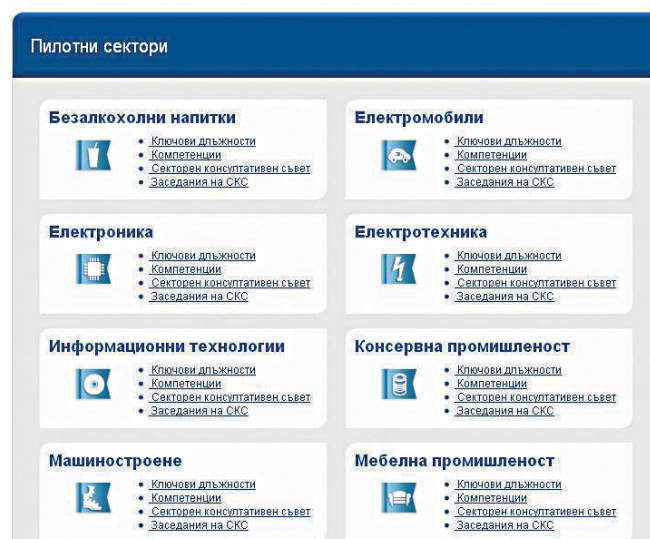 Пилотни сектори
Безалкохолни напитки
Ключови длъжности
Компетенции
Секторен консултативен съвет
Заседания на СКС
Електромобили
Ключови длъжности
Компетенции
Секторен консултативен съвет
Заседания на СКС
Електроника
Ключови длъжности
Компетенции
Секторен консултативен съвет
Заседания на СКС
Електротехника
Ключови длъжности
Компетенции
Секторен консултативен съвет
Заседания на СКС
Информационни технологии
Ключови длъжности
Компетенции
Секторен консултативен съвет
Заседания на СКС
Консервна промишленост
Ключови длъжности
Компетенции
Секторен консултативен съвет
Заседания на СКС
Машиностроене
Ключови длъжности
Компетенции
Секторен консултативен съвет
Заседания на СКС
Мебелна промишленост
Ключови длъжности
Компетенции
Секторен консултативен съвет
Заседания на СКС